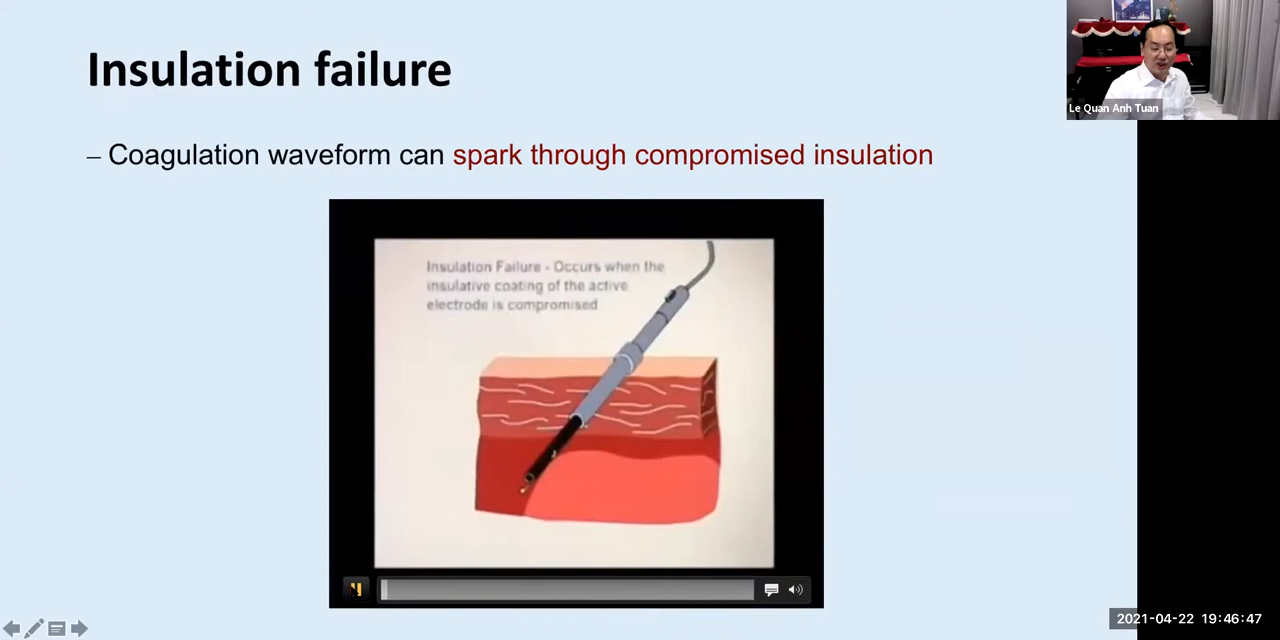 Insulation failure
– Coagulation waveform can spark through compromised insulation
Insulation Failure - Occurs when the
insulative coating of the active
electrode is compromised
Le Quan Anh Tuan
2021-04-22 19:46:47